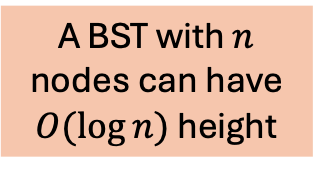 A BST with n
nodes can have
O(log n) height